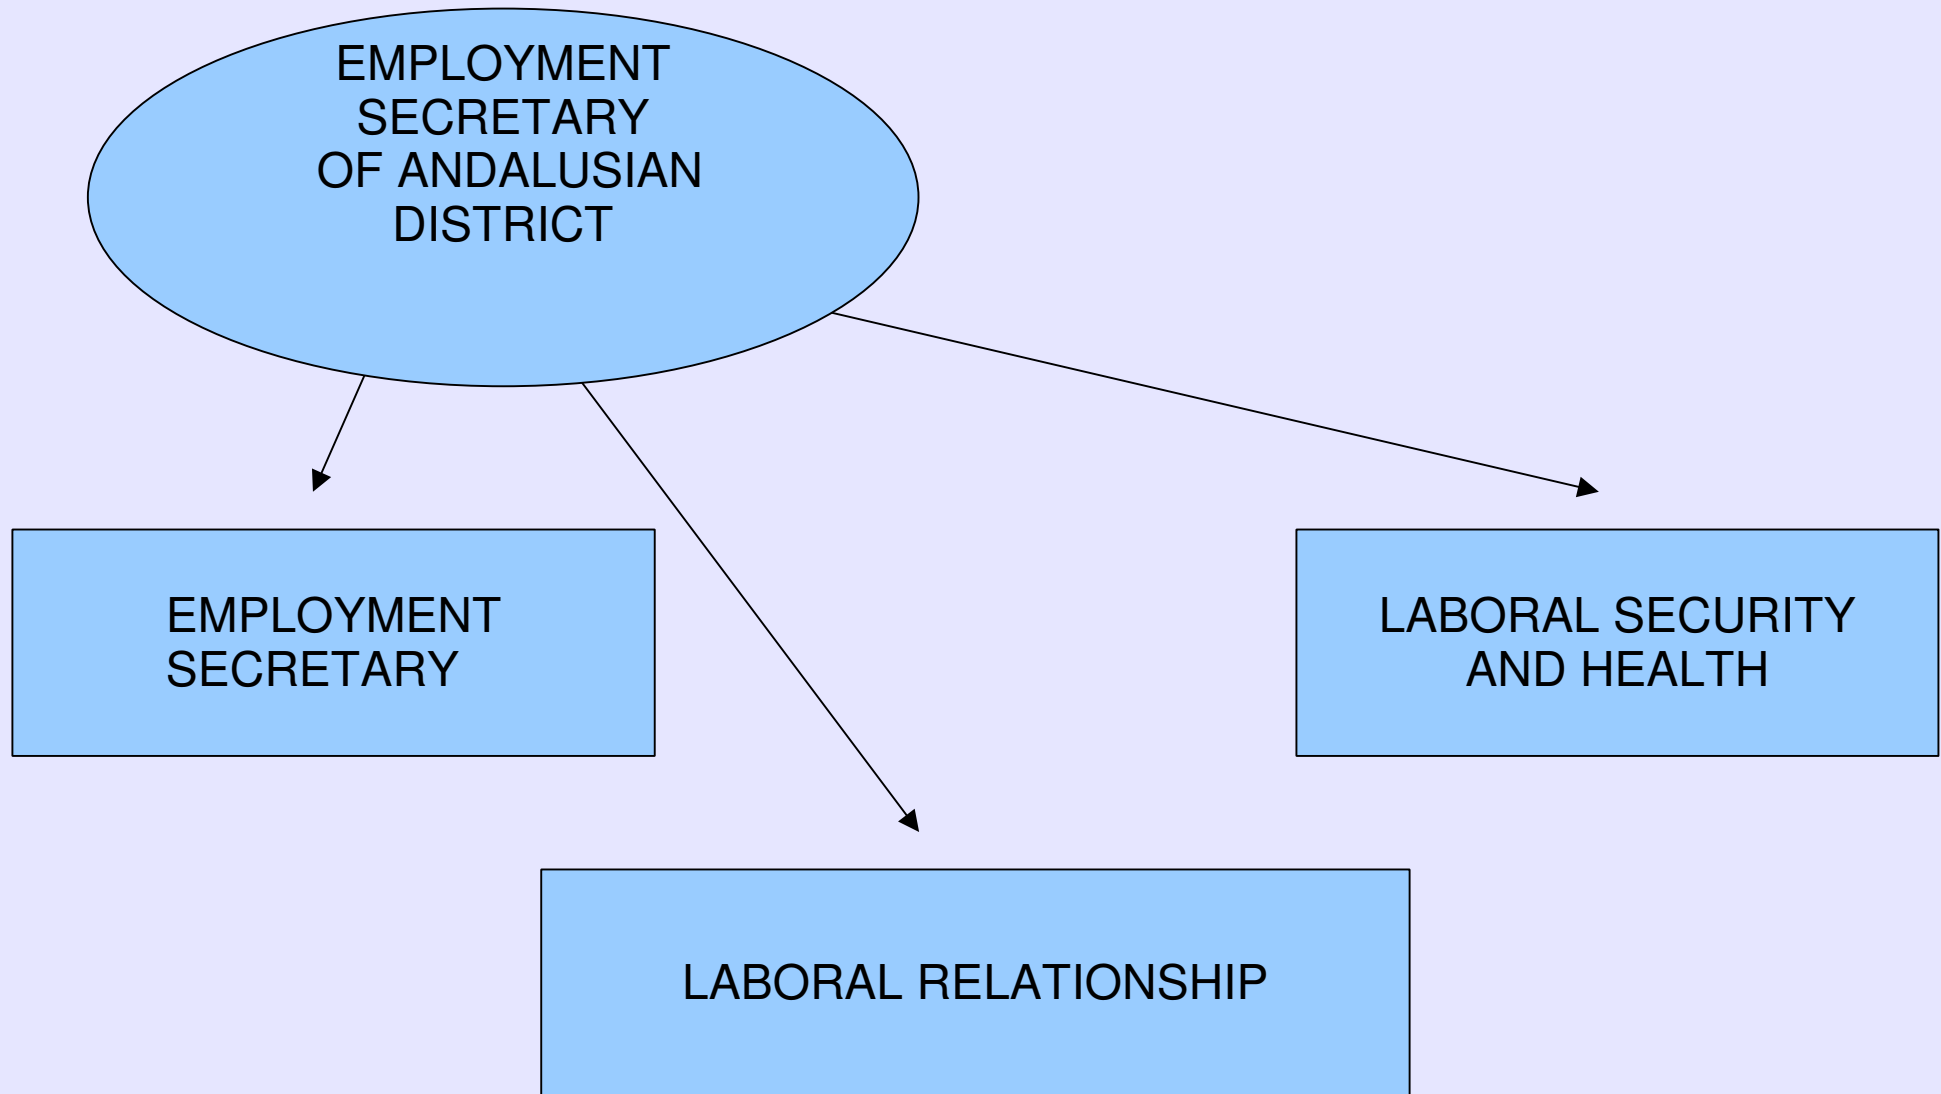 EMPLOYMENT
SECRETARY
OF ANDALUSIAN
DISTRICT
EMPLOYMENT
SECRETARY
LABORAL SECURITY
AND HEALTH
LABORAL RELATIONSHIP